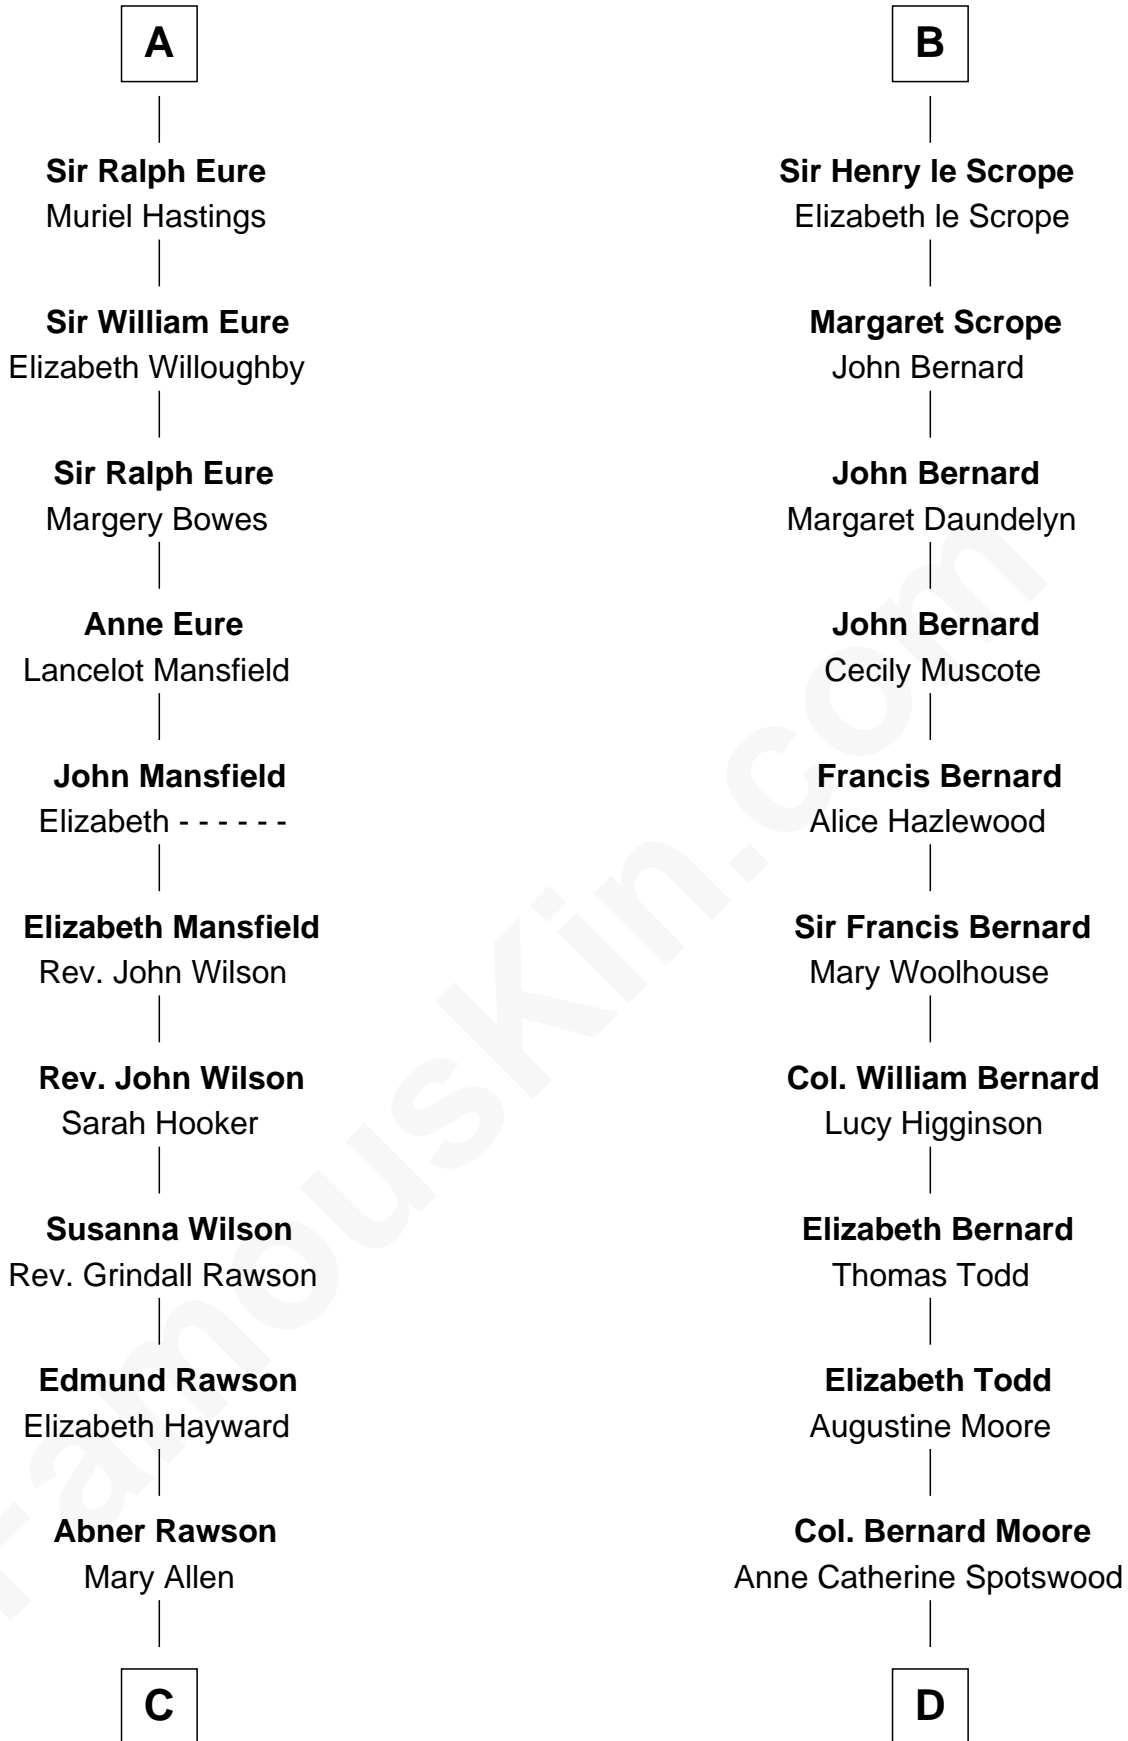 A
Sir Ralph Eure
Muriel Hastings
Sir William Eure
Elizabeth Willoughby
Sir Ralph Eure
Margery Bowes
Anne Eure
Lancelot Mansfield
John Mansfield
Elizabeth - - - - - -
Elizabeth Mansfield
Rev. John Wilson
Rev. John Wilson
Sarah Hooker
Susanna Wilson
Rev. Grindall Rawson
Edmund Rawson
Elizabeth Hayward
Abner Rawson
Mary Allen
C
B
Sir Henry le Scrope
Elizabeth le Scrope
Margaret Scrope
John Bernard
John Bernard
Margaret Daundelyn
John Bernard
Cecily Muscote
Francis Bernard
Alice Hazlewood
Sir Francis Bernard
Mary Woolhouse
Col. William Bernard
Lucy Higginson
Elizabeth Bernard
Thomas Todd
Elizabeth Todd
Augustine Moore
Col. Bernard Moore
Anne Catherine Spotswood
D
FamousKin.com